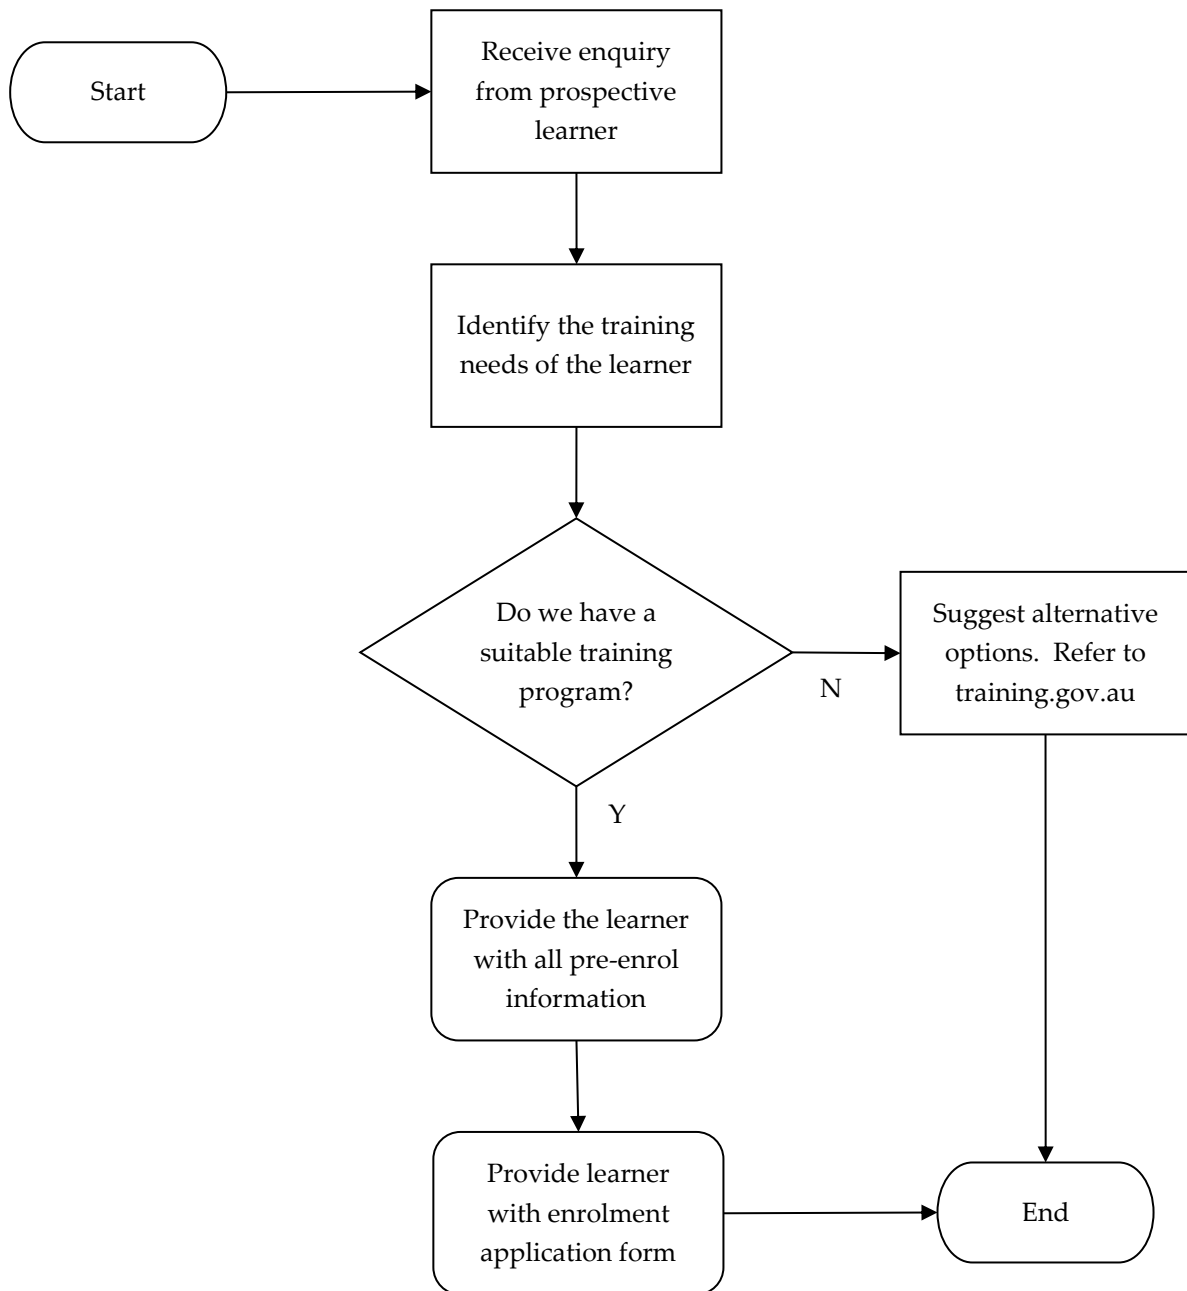 Start
Receive enquiry
from prospective
learner
Identify the training
needs of the learner
Do we have a
suitable training
program?
N
Suggest alternative
options.  Refer to
training.gov.au
Y
Provide the learner
with all pre-enrol
information
Provide learner
with enrolment
application form
End